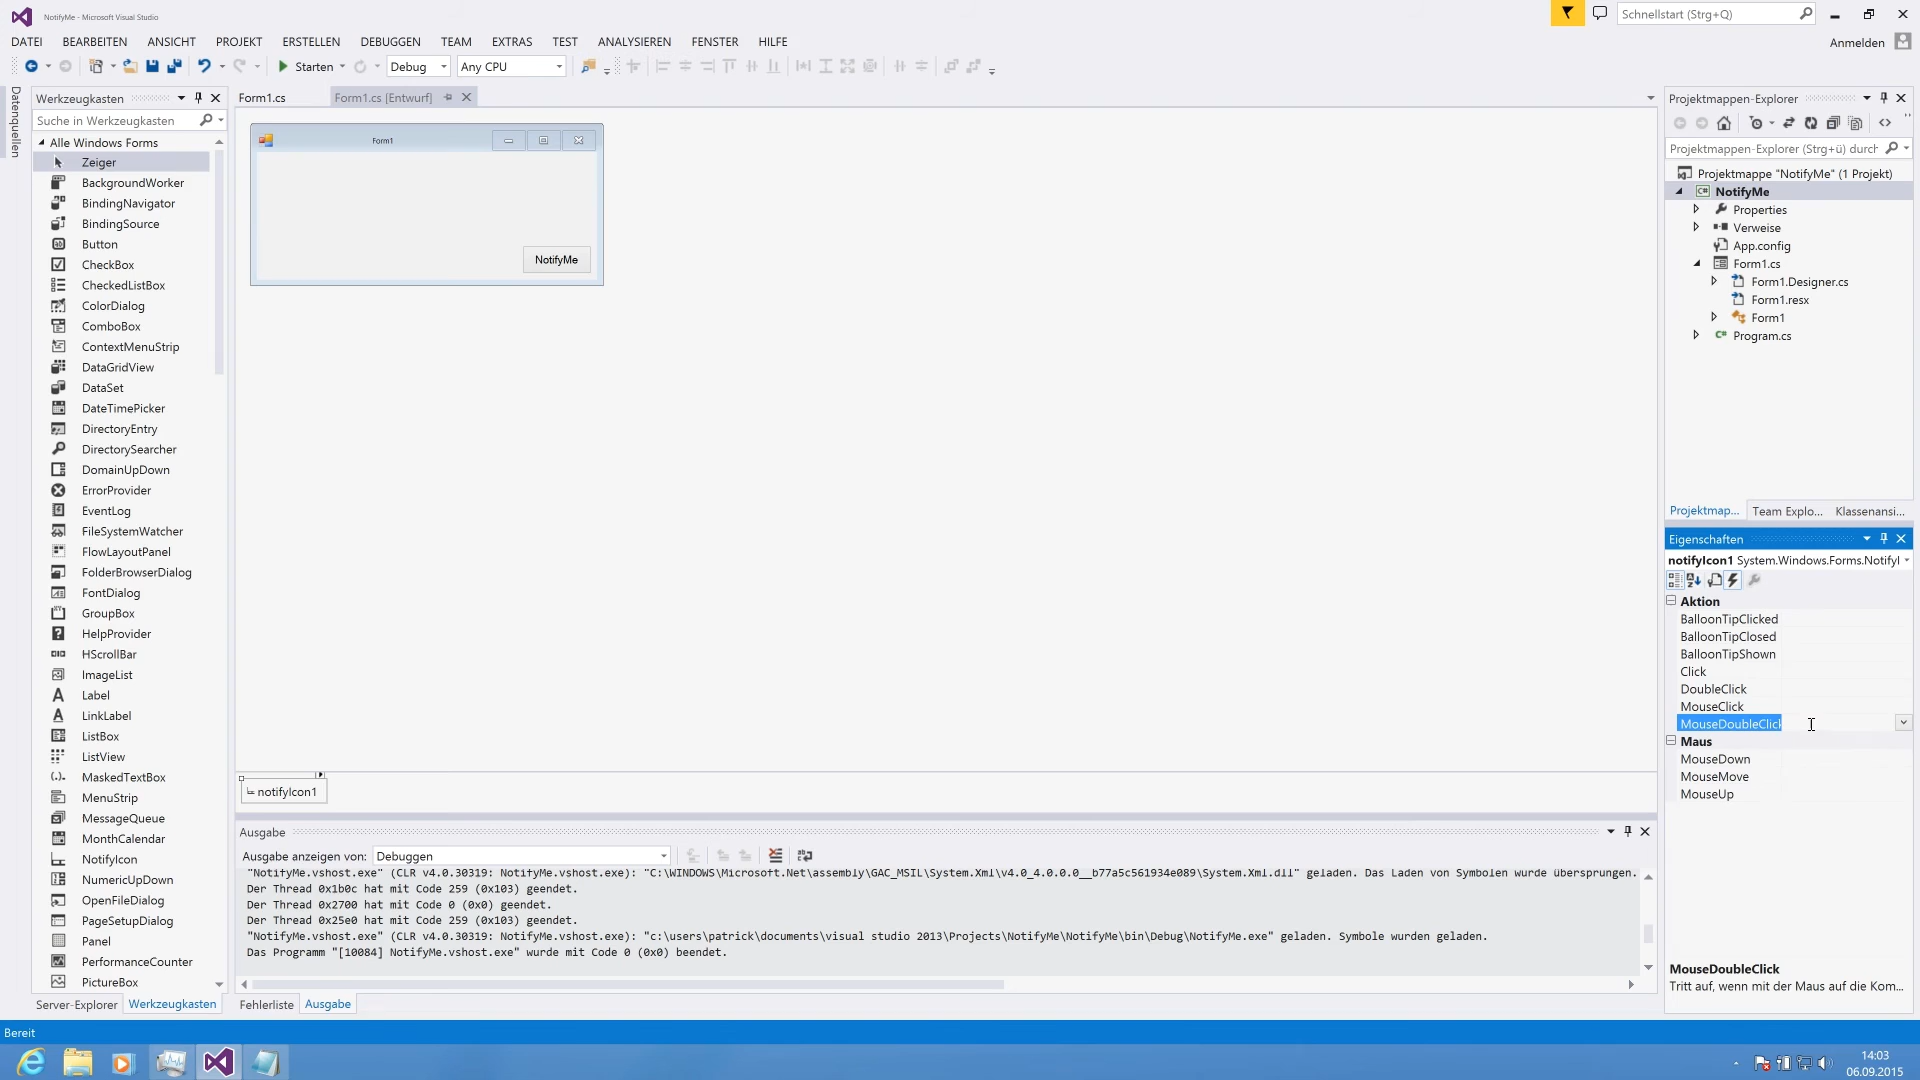 NotifyMe - Microsoft Visual Studio
Schnellstart (Strg+Q)
DATEI BEARBEITEN ANSICHT PROJEKT ERSTELLEN DEBUGGEN TEAM EXTRAS TEST ANALYSIEREN FENSTER HILFE
Anmelden
Starten Debug Any CPU
Datenquellen
Werkzeugkasten
Suche in Werkzeugkasten
Alle Windows Forms
Zeiger
BackgroundWorker
BindingNavigator
BindingSource
Button
CheckBox
CheckedListBox
ColorDialog
ComboBox
ContextMenuStrip
DataGridView
DataSet
DateTimePicker
DirectoryEntry
DirectorySearcher
DomainUpDown
ErrorProvider
EventLog
FileSystemWatcher
FlowLayoutPanel
FolderBrowserDialog
FontDialog
GroupBox
HelpProvider
HScrollBar
ImageList
Label
LinkLabel
ListBox
ListView
MaskedTextBox
MenuStrip
MessageQueue
MonthCalendar
NotifyIcon
NumericUpDown
OpenFileDialog
PageSetupDialog
Panel
PerformanceCounter
PictureBox
Server-Explorer Werkzeugkasten
Form1.cs Form1.cs [Entwurf]
Form1
NotifyMe
notifyIcon1
Ausgabe
Ausgabe anzeigen von: Debuggen
"NotifyMe.vshost.exe" (CLR v4.0.30319: NotifyMe.vshost.exe): "C:\WINDOWS\Microsoft.Net\assembly\GAC_MSIL\System.Xml\v4.0_4.0.0.0__b77a5c561934e089\System.Xml.dll" geladen. Das Laden von Symbolen wurde übersprungen.
Der Thread 0x1b0c hat mit Code 259 (0x103) geendet.
Der Thread 0x2700 hat mit Code 0 (0x0) geendet.
Der Thread 0x25e0 hat mit Code 259 (0x103) geendet.
"NotifyMe.vshost.exe" (CLR v4.0.30319: NotifyMe.vshost.exe): "c:\users\patrick\documents\visual studio 2013\Projects\NotifyMe\NotifyMe\bin\Debug\NotifyMe.exe" geladen. Symbole wurden geladen.
Das Programm "[10084] NotifyMe.vshost.exe" wurde mit Code 0 (0x0) beendet.
Fehlerliste Ausgabe
Projektmappen-Explorer
Projektmappen-Explorer (Strg+ü) durch
Projektmappe "NotifyMe" (1 Projekt)
NotifyMe
Properties
Verweise
App.config
Form1.cs
Form1.Designer.cs
Form1.resx
Form1
Program.cs
Projektmap... Team Explo... Klassenansi...
Eigenschaften
notifyIcon1 System.Windows.Forms.NotifyI
Aktion
BalloonTipClicked
BalloonTipClosed
BalloonTipShown
Click
DoubleClick
MouseClick
MouseDoubleClick
Maus
MouseDown
MouseMove
MouseUp
MouseDoubleClick
Tritt auf, wenn mit der Maus auf die Kom...
Bereit
14:03
06.09.2015